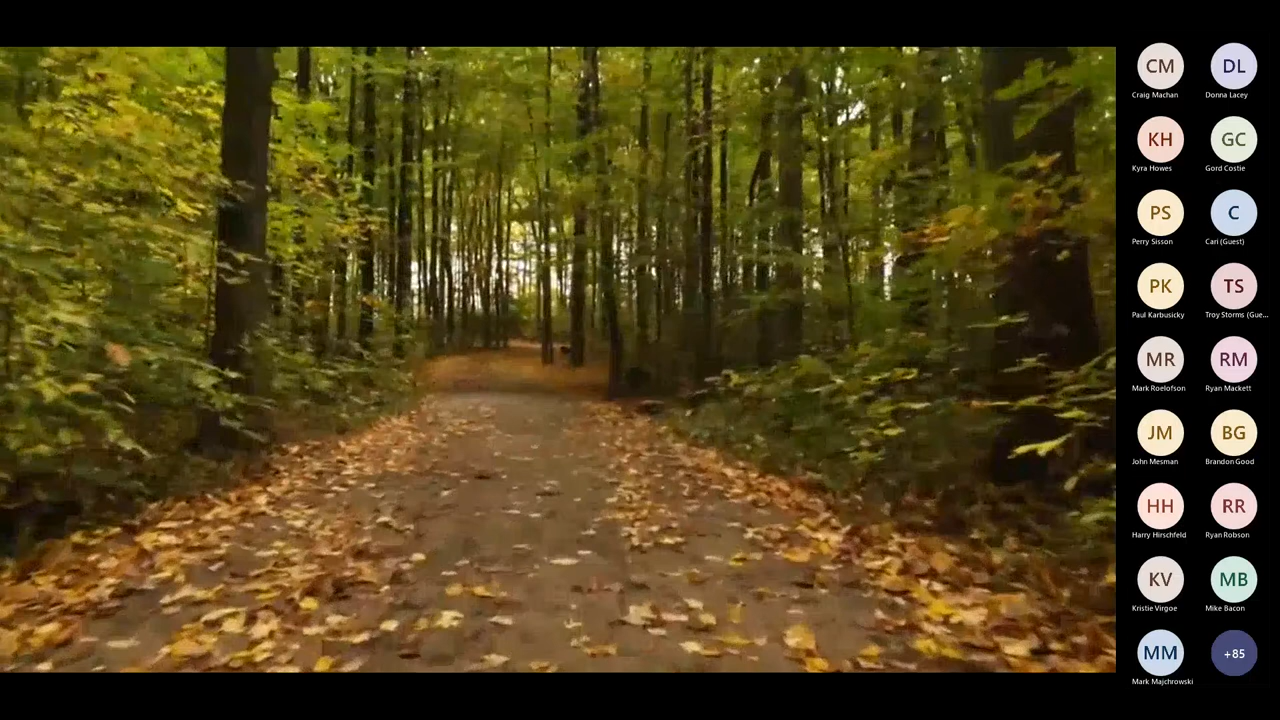 CM DL
Craig Machan Donna Lacey
KH GC
Kyra Howes Gord Costie
PS C
Perry Sisson Cari (Guest)
PK TS
Paul Karbusicky Troy Storms (Gue...
MR RM
Mark Roelofson Ryan Mackett
JM BG
John Mesman Brandon Good
HH RR
Harry Hirschfeld Ryan Robson
KV MB
Kristie Virgoe Mike Bacon
MM +85
Mark Majchrowski